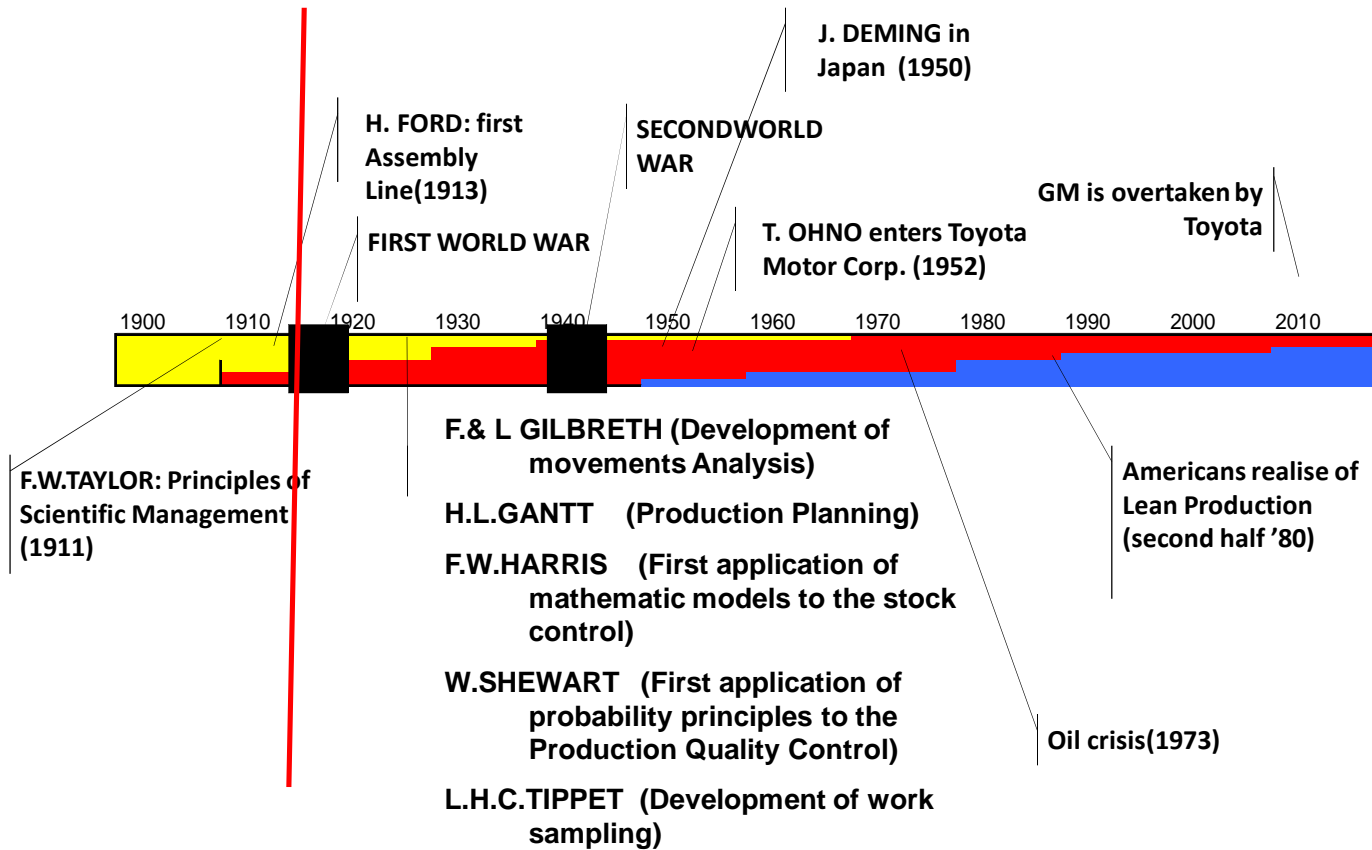 J. DEMING in
Japan (1950)
H. FORD: first
Assembly
Line(1913)
SECONDWORLD
WAR
GM is overtaken by
Toyota
FIRST WORLD WAR
T. OHNO enters Toyota
Motor Corp. (1952)
1900 1910 1920 1930 1940 1950 1960 1970 1980 1990 2000 2010
F.W.TAYLOR: Principles of
Scientific Management
(1911)
F.& L GILBRETH (Development of
movements Analysis)
H.L.GANTT (Production Planning)
F.W.HARRIS (First application of
mathematic models to the stock
control)
W.SHEWART (First application of
probability principles to the
Production Quality Control)
L.H.C.TIPPET (Development of work
sampling)
Americans realise of
Lean Production
(second half ’80)
Oil crisis(1973)